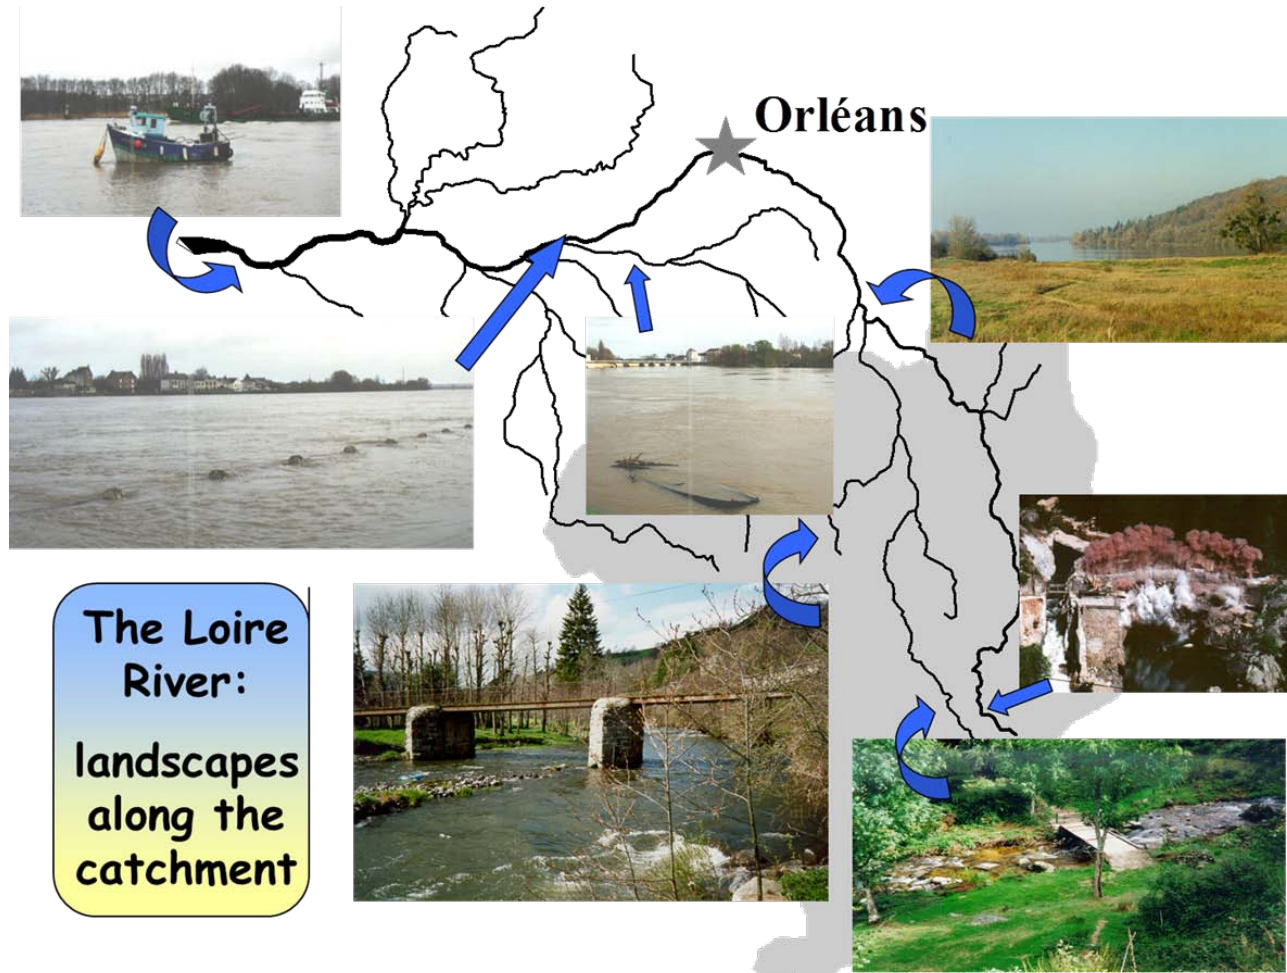 Orléans
The Loire
River:
landscapes
along the
catchment